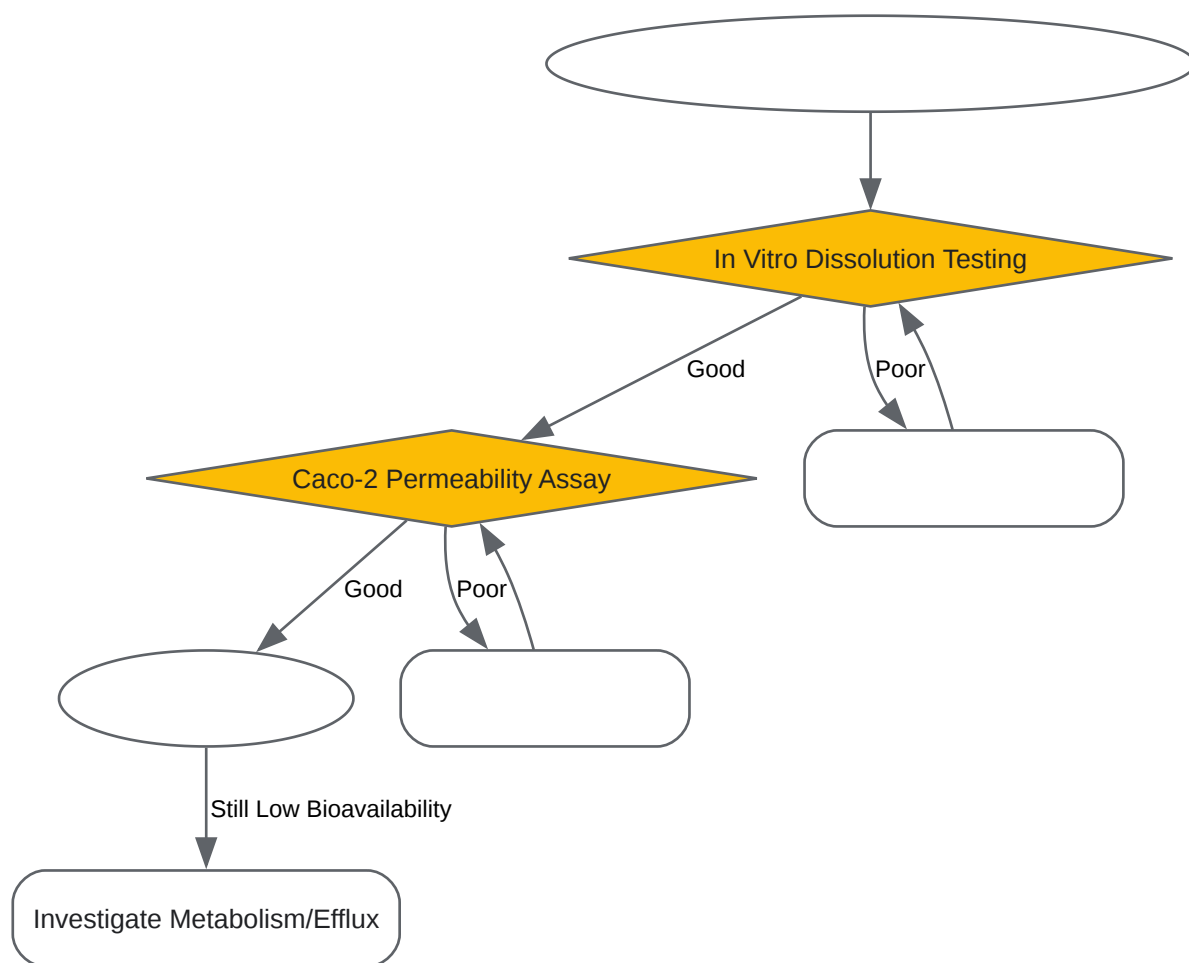 In Vitro Dissolution Testing
Good
Poor
Caco-2 Permeability Assay
Good
Poor
Still Low Bioavailability
Investigate Metabolism/Efflux